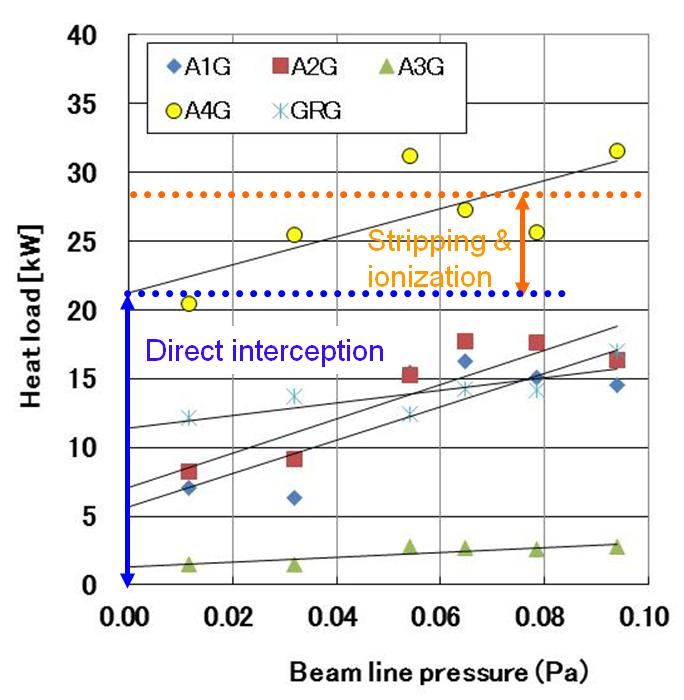 40
35
30
25
20
15
10
5
0
A1G A2G A3G
A4G GRG
Stripping &
ionization
Direct interception
Heat load [kW]
0.00 0.02 0.04 0.06 0.08 0.10
Beam line pressure (Pa)